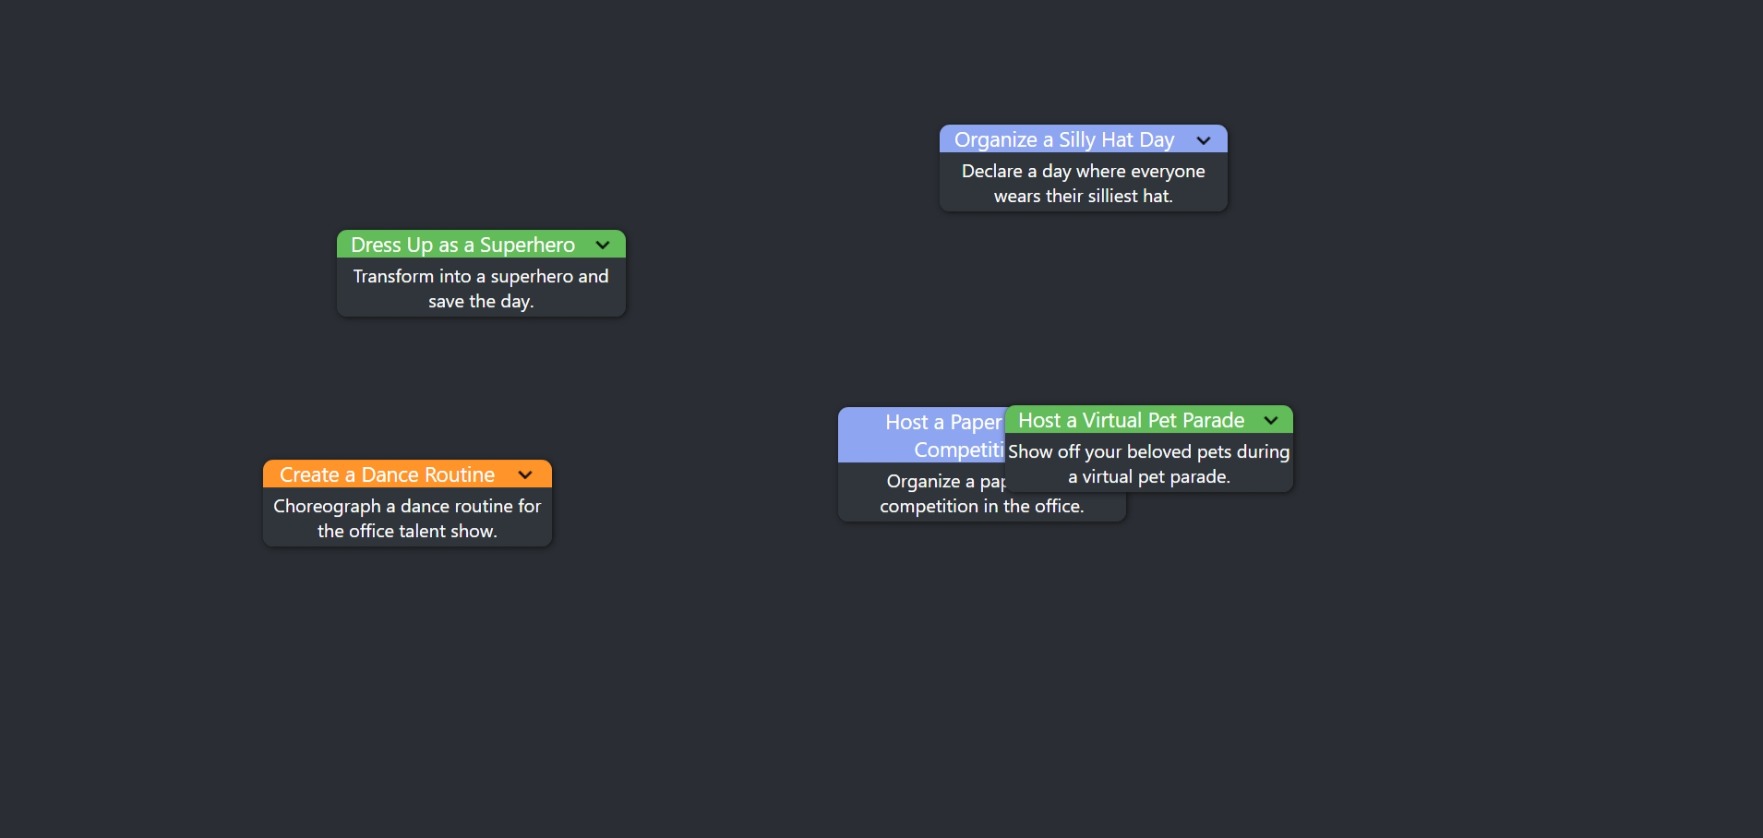 Organize a Silly Hat Day
Declare a day where everyone
wears their silliest hat.
Dress Up as a Superhero
Transform into a superhero and
save the day.
Host a Paper
Organize a
competition in the office.
Host a Virtual Pet Parade
Show off your beloved pets during
a virtual pet parade.
Create a Dance Routine
Choreograph a dance routine for
the office talent show.